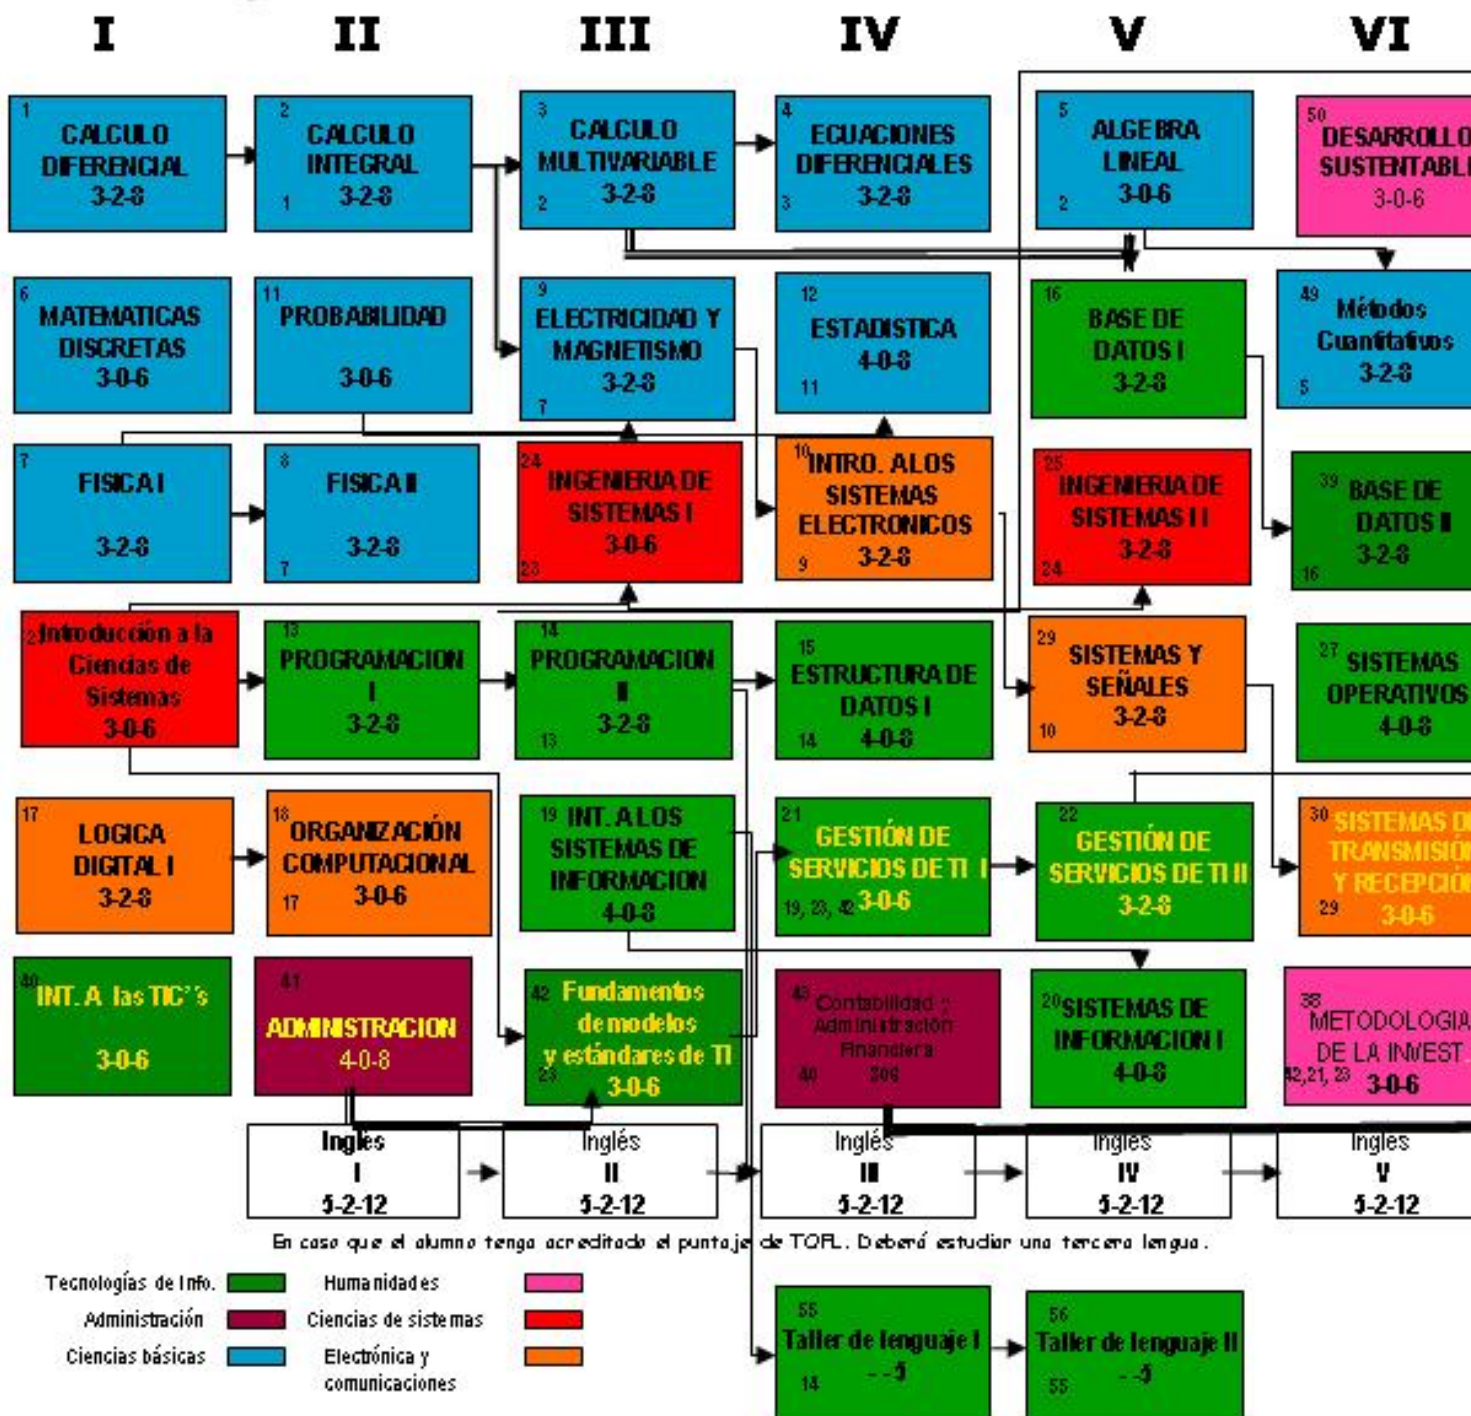 I II III IV V VI
1
CALCULO
DIFERENCIAL
3-2-8
2
CALCULO
INTEGRAL
1 3-2-8
3
CALCULO
MULTIVARIABLE
2 3-2-8
4
ECUACIONES
DIFERENCIALES
3 3-2-8
5
ALGEBRA
LINEAL
2 3-0-6
50
DESARROLLO
SUSTENTABLE
3-0-6
6
MATEMATICAS
DISCRETAS
3-0-6
11
PROBABILIDAD
3-0-6
9
ELECTRICIDAD Y
MAGNETISMO
3-2-8
7
12
ESTADISTICA
4-0-8
11
16
BASE DE
DATOS I
3-2-8
49
Métodos
Cuantitativos
3-2-8
5
7
FISICA I
3-2-8
8
FISICA II
3-2-8
7
24
INGENIERIA DE
SISTEMAS I
3-0-6
23
10
INTRO. A LOS
SISTEMAS
ELECTRONICOS
9 3-2-8
25
INGENIERIA DE
SISTEMAS II
3-2-8
24
39
BASE DE
DATOS II
3-2-8
16
Introducción a la
Ciencias de
Sistemas
3-0-6
13
PROGRAMACION
I
3-2-8
14
PROGRAMACION
II
3-2-8
13
15
ESTRUCTURA DE
DATOS I
14 4-0-8
29
SISTEMAS Y
SEÑALES
3-2-8
10
27
SISTEMAS
OPERATIVOS
4-0-8
17
LOGICA
DIGITAL I
3-2-8
18
ORGANIZACIÓN
COMPUTACIONAL
17 3-0-6
19
INT. A LOS
SISTEMAS DE
INFORMACION
4-0-8
21
GESTIÓN DE
SERVICIOS DE TI I
19, 23, 42 3-0-6
22
GESTIÓN DE
SERVICIOS DE TI II
3-2-8
30
SISTEMAS DE
TRANSMISIÓN
Y RECEPCIÓN
29 3-0-6
40
INT. A las TIC´´s
3-0-6
41
ADMINISTRACION
4-0-8
42
Fundamentos
de modelos
y estándares de TI
23 3-0-6
43
Contabilidad y
Administración
Financiera
40 306
20
SISTEMAS DE
INFORMACION I
4-0-8
38
METODOLOGIA
DE LA INVEST.
42,21, 23 3-0-6
Inglés
I
5-2-12
Inglés
II
5-2-12
Inglés
III
5-2-12
Inglés
IV
5-2-12
Inglés
V
5-2-12
En caso que el alumno tenga acreditado el puntaje de TOFL. Deberá estudiar una tercera lengua.
Tecnologías de Info.
Humanidades
Administración
Ciencias de sistemas
Ciencias básicas
Electrónica y
comunicaciones
55
Taller de lenguaje I
- -5
14
56
Taller de lenguaje II
- -5
55